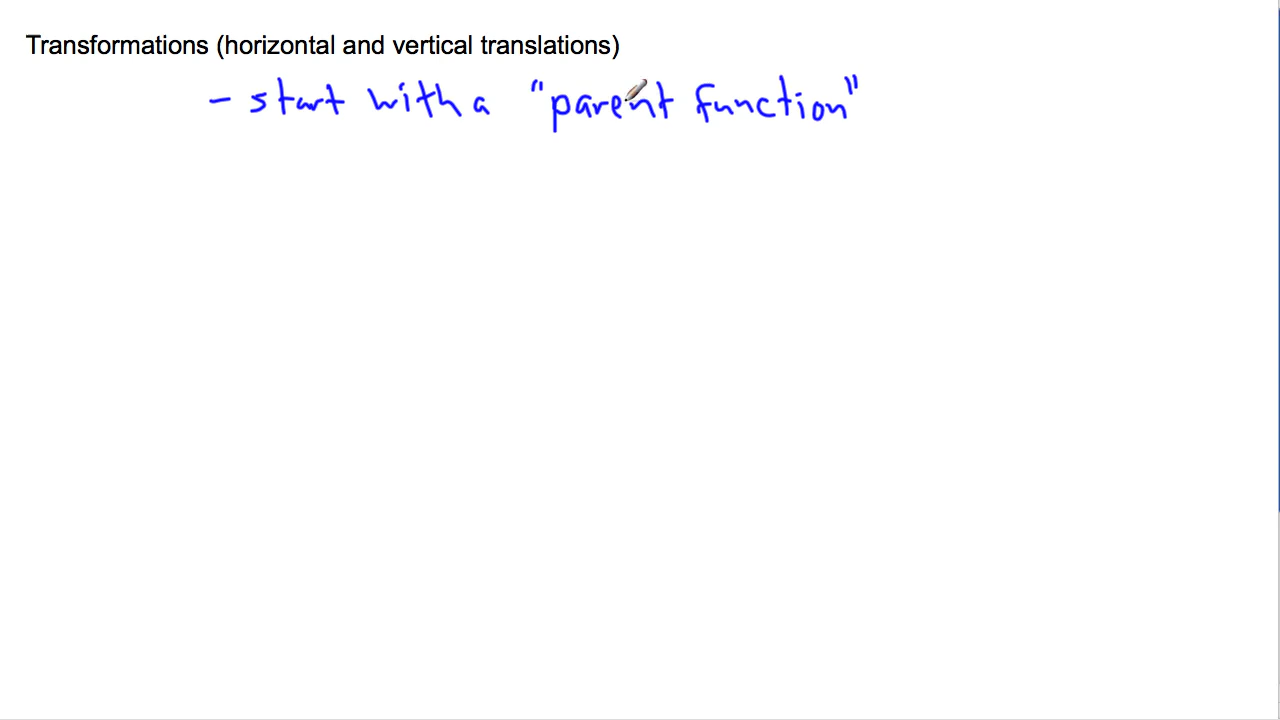 Transformations (horizontal and vertical translations)
- start with a "parent function"